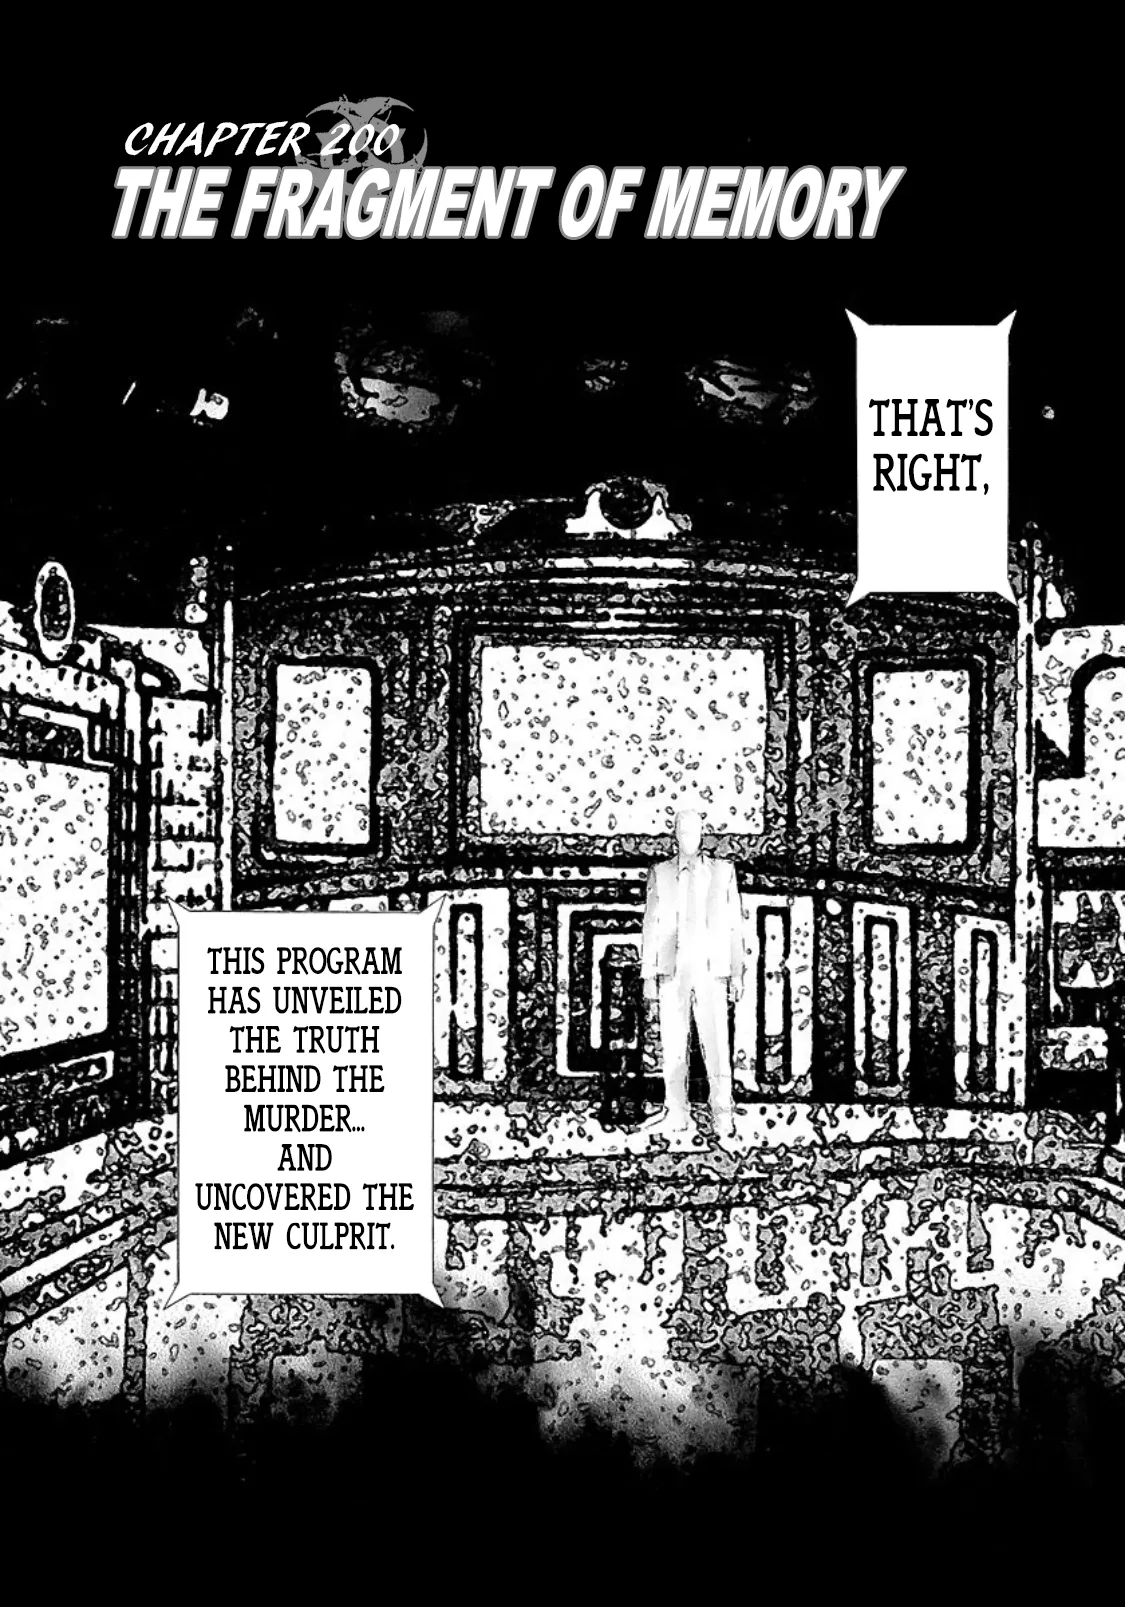 CHAPTER 200
THE FRAGMENT OF MEMORY
THAT'S
RIGHT,
THIS PROGRAM
HAS UNVEILED
THE TRUTH
BEHIND THE
MURDER...
AND
UNCOVERED THE
NEW CULPRIT.